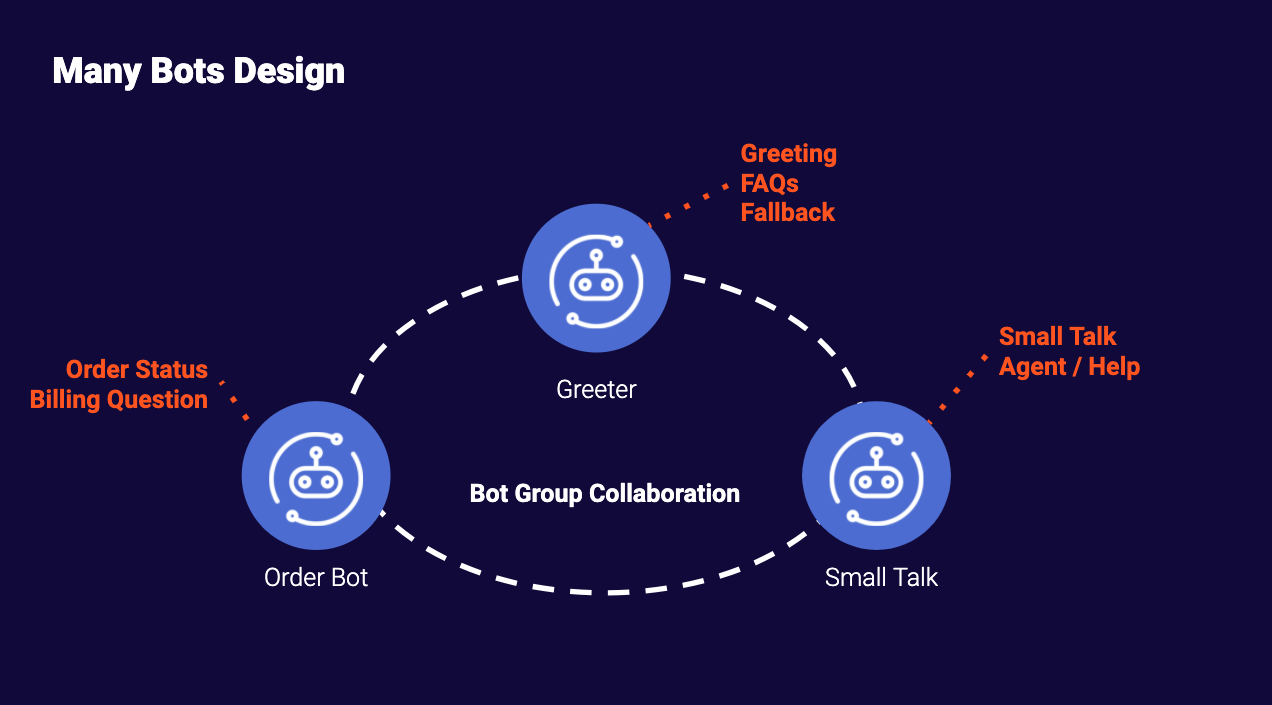 Many Bots Design
Greeting
FAQs
Fallback
Greeter
Small Talk
Agent / Help
Order Status
Billing Question
Bot Group Collaboration
Order Bot
Small Talk